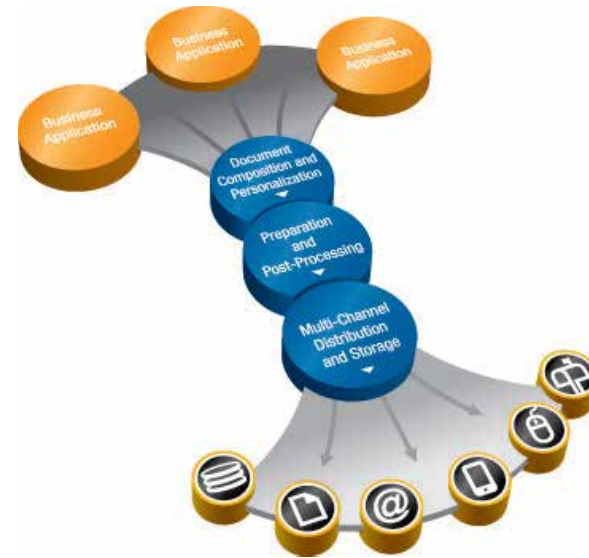 Business
Application
Business
Application
Business
Application
Document
Composition and
Personalization
Preparation
and
Post-Processing
Multi-Channel
Distribution
and Storage
@